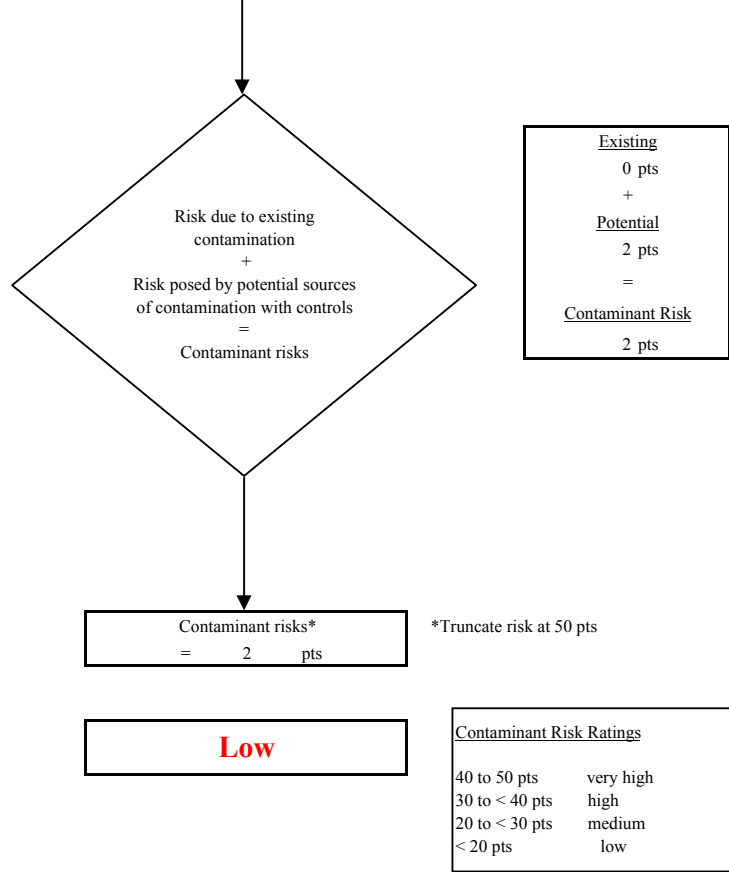 Risk due to existing
contamination
+
Risk posed by potential sources
of contamination with controls
=
Contaminant risks
Existing
0 pts
+
Potential
2 pts
=
Contaminant Risk
2 pts
Contaminant risks*
= 2 pts
*Truncate risk at 50 pts
Low
Contaminant Risk Ratings
40 to 50 pts very high
30 to < 40 pts high
20 to < 30 pts medium
< 20 pts low